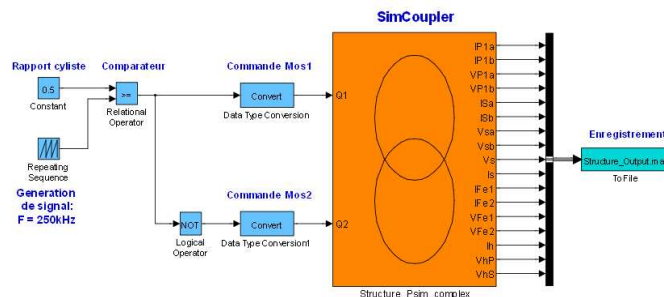 SimCoupler
Rapport cyliste
Comparateur
Commande Mos1
0.5
Constant
>=
Relational
Operator
Convert
Data Type Conversion
Q1
Repeating
Sequence
Generation
de signal:
F = 250kHz
Commande Mos2
NOT
Logical
Operator
Convert
Data Type Conversion1
Q2
IP1a
IP1b
VP1a
VP1b
ISa
ISb
Vsa
Vsb
Vs
Is
IFe1
IFe2
VFe1
VFe2
Ih
VhP
VhS
Structure_Psim_complex
Enregistrement
Structure_Output.ma
To File